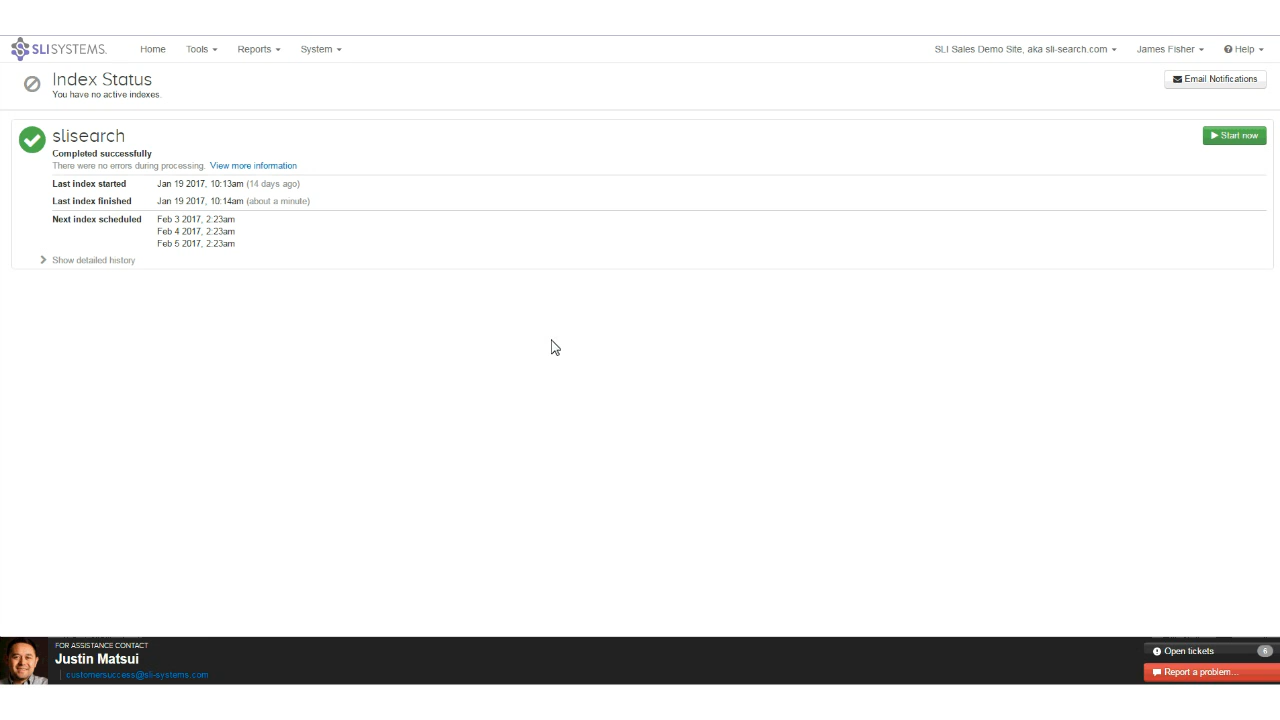 SLISYSTEMS.
Home Tools Reports System SLI Sales Demo Site, aka sli-search.com James Fisher Help
Index Status
You have no active indexes.
Email Notifications
slisearch
Start now
Completed successfully
There were no errors during processing. View more information
Last index started Jan 19 2017, 10:13am (14 days ago)
Last index finished Jan 19 2017, 10:14am (about a minute)
Next index scheduled Feb 3 2017, 2:23am
Feb 4 2017, 2:23am
Feb 5 2017, 2:23am
Show detailed history
FOR ASSISTANCE CONTACT
Justin Matsui
customersuccess@sli-systems.com
Open tickets 6
Report a problem...